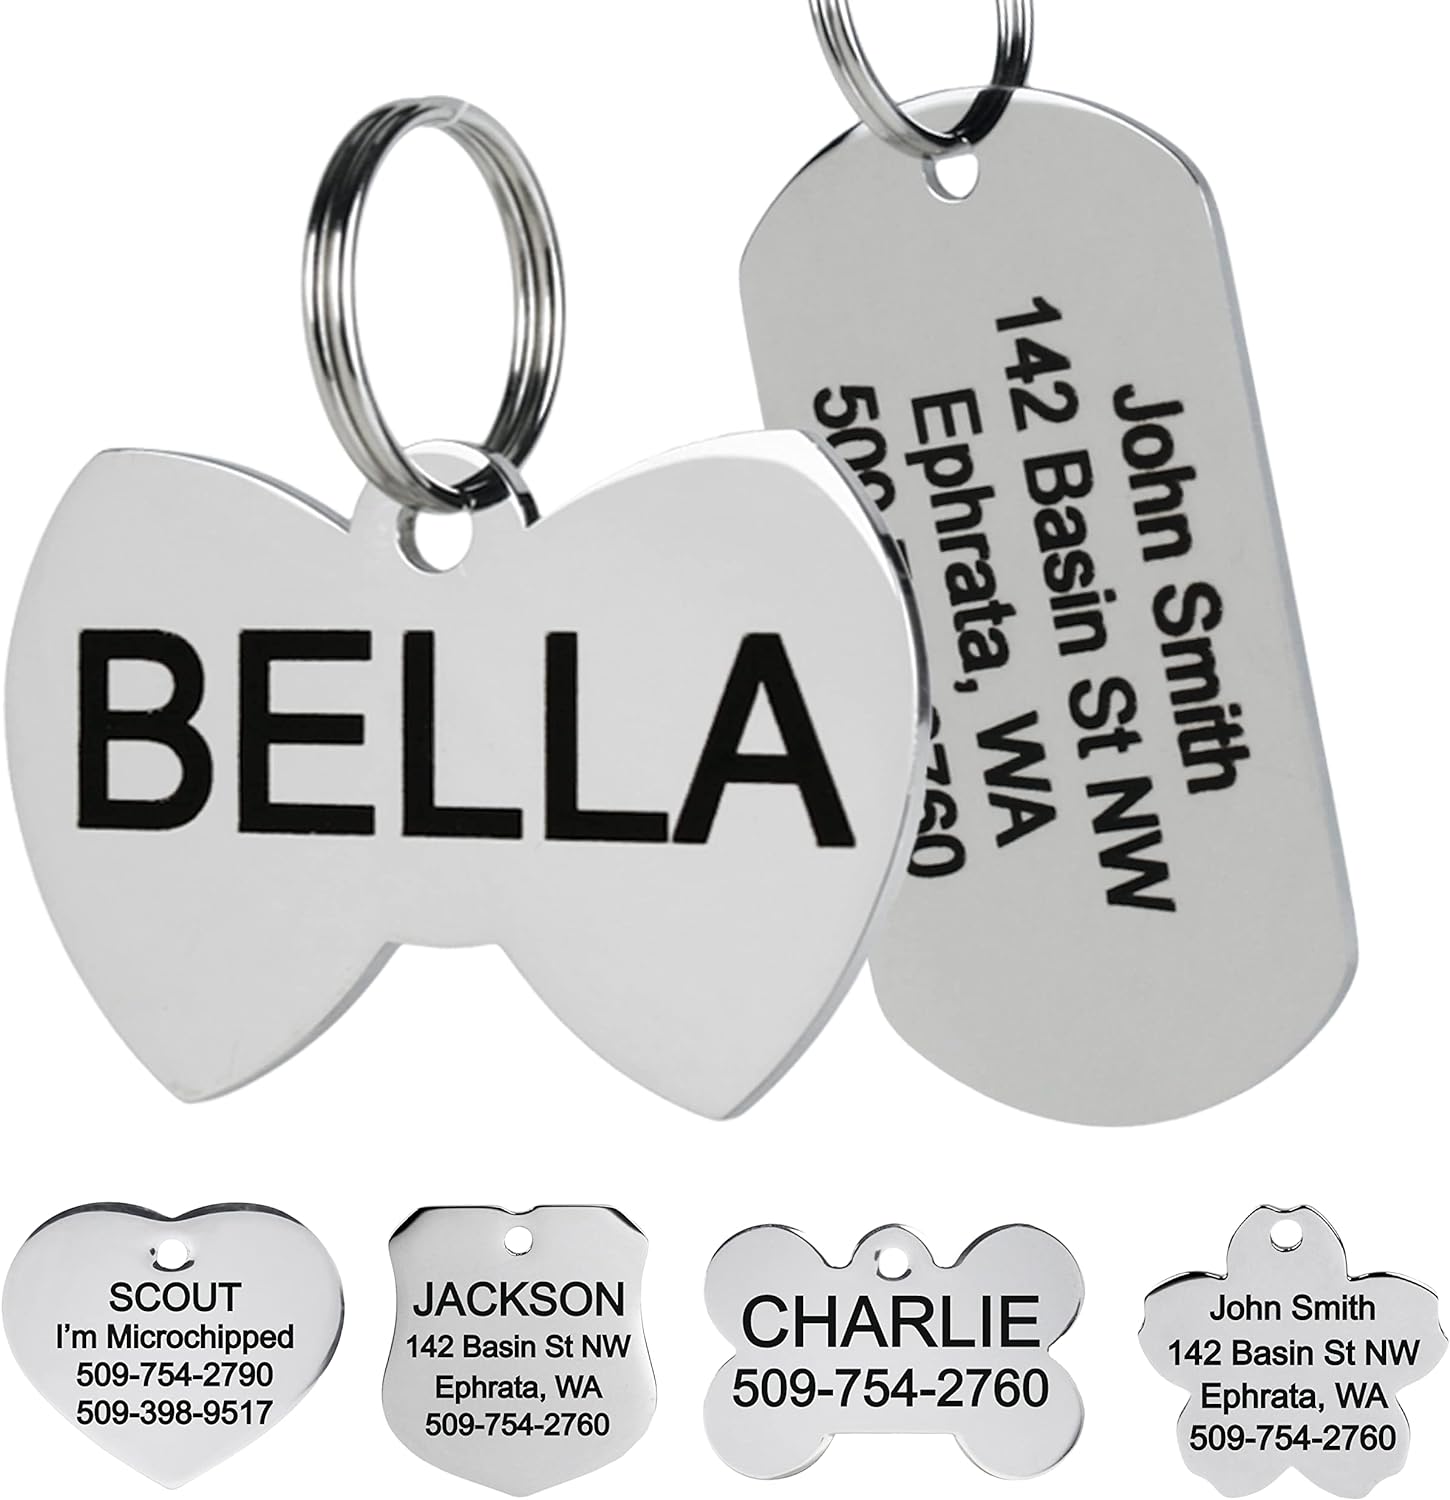 BELLA
John Smith
142 Basin St NW
Ephrata, WA
509 760
SCOUT
I'm Microchipped
509-754-2790
509-398-9517
JACKSON
142 Basin St NW
Ephrata, WA
509-754-2760
CHARLIE
509-754-2760
John Smith
142 Basin St NW
Ephrata, WA
509-754-2760